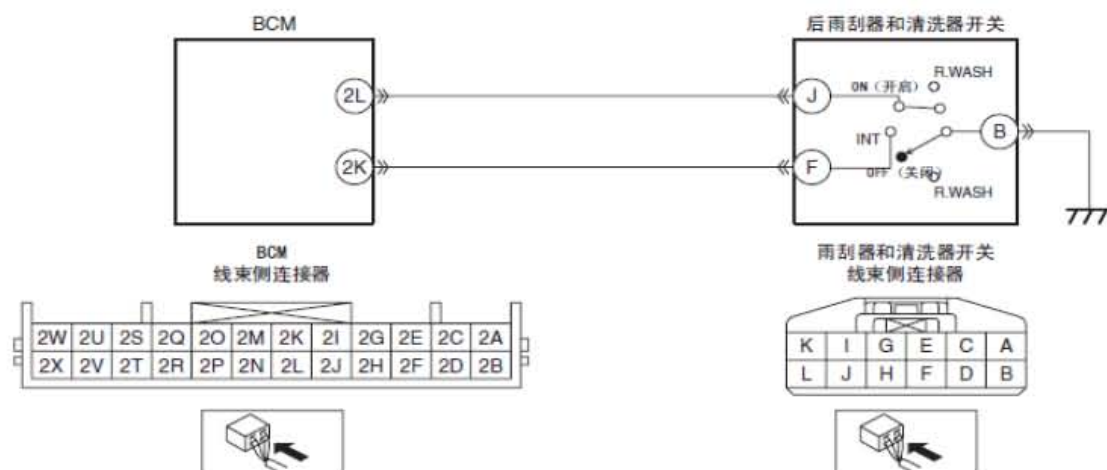 BCM
后雨刮器和清洗器开关
2L
J
ON（开启）
R.WASH
INT
B
2K
F
OFF（关闭）
R.WASH
BCM
线束侧连接器
雨刮器和清洗器开关
线束侧连接器
2W 2U 2S 2Q 2O 2M 2K 2I 2G 2E 2C 2A
2X 2V 2T 2R 2P 2N 2L 2J 2H 2F 2D 2B
K I G E C A
L J H F D B